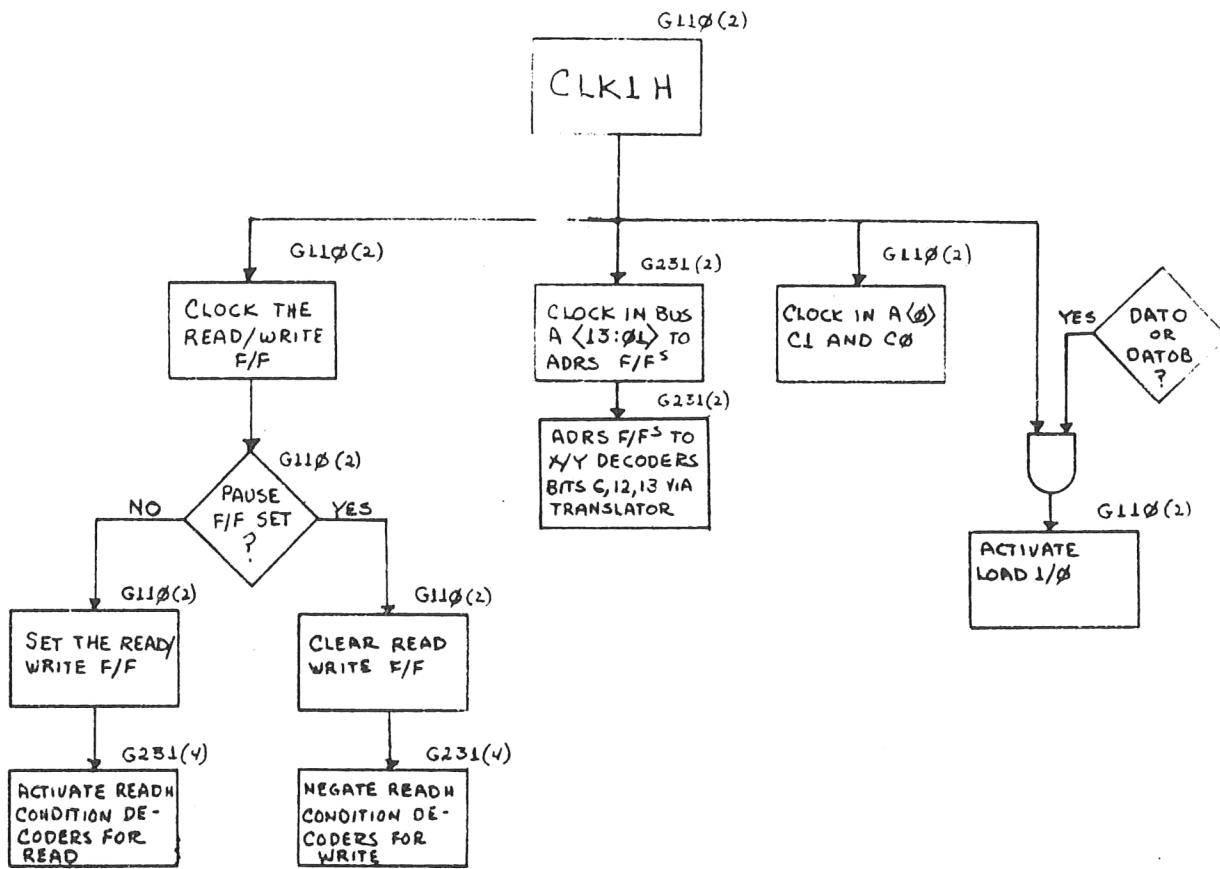 G11Ø(2)
CLK1 H
G11Ø(2)
CLOCK THE
READ/WRITE
F/F
G11Ø(2)
PAUSE
F/F SET
?
NO
YES
G11Ø(2)
SET THE READ/
WRITE F/F
G231(4)
ACTIVATE READH
CONDITION DE-
CODERS FOR
READ
G11Ø(2)
CLEAR READ
WRITE F/F
G231(4)
NEGATE READH
CONDITION DE-
CODERS FOR
WRITE
G231(2)
CLOCK IN BUS
A ⟨13:Ø1⟩ TO
ADRS F/FS
G231(2)
ADRS F/FS TO
X/Y DECODERS
BITS 6,12,13 VIA
TRANSLATOR
G11Ø(2)
CLOCK IN A⟨Ø⟩
C1 AND CØ
YES
DATO
OR
DATOB
?
G11Ø(2)
ACTIVATE
LOAD 1/Ø